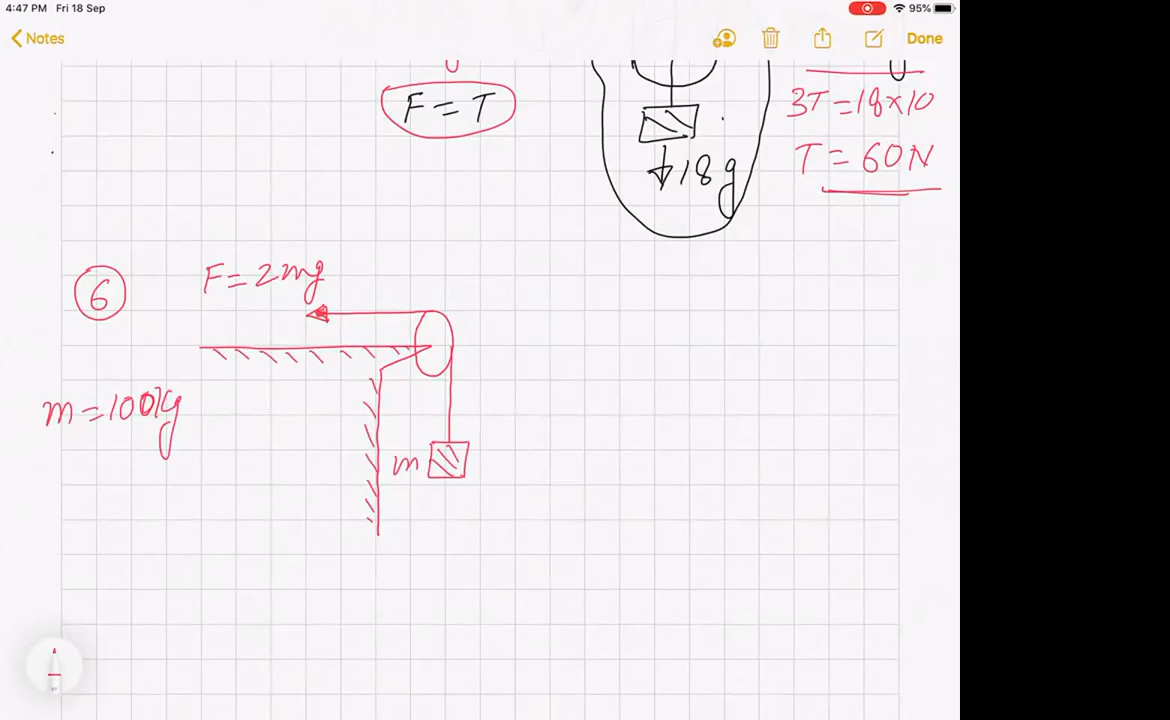 4:47 PM Fri 18 Sep
95%
Notes
Done
F = T
18g
3T = 18 × 10
T = 60N
6
F = 2mg
m = 100kg
m